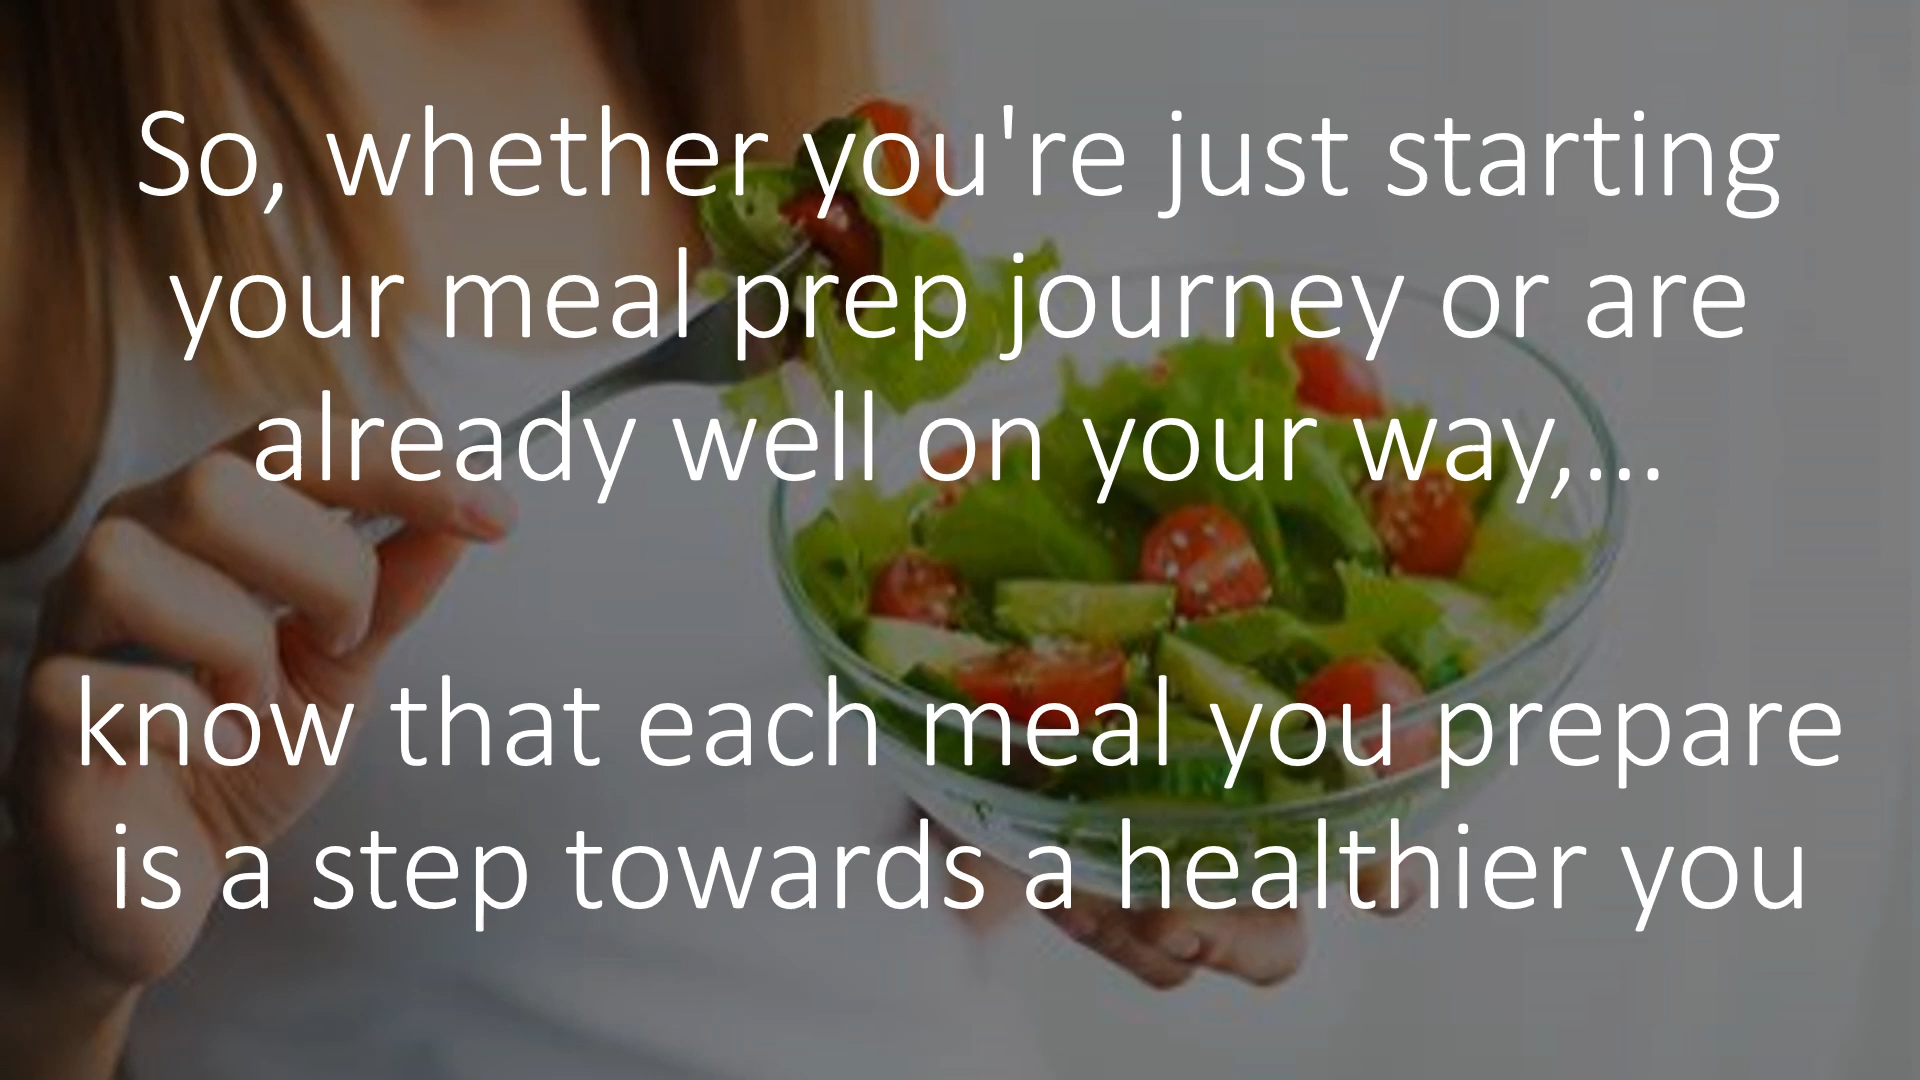 So, whether you're just starting
your meal prep journey or are
already well on your way,...
know that each meal you prepare
is a step towards a healthier you